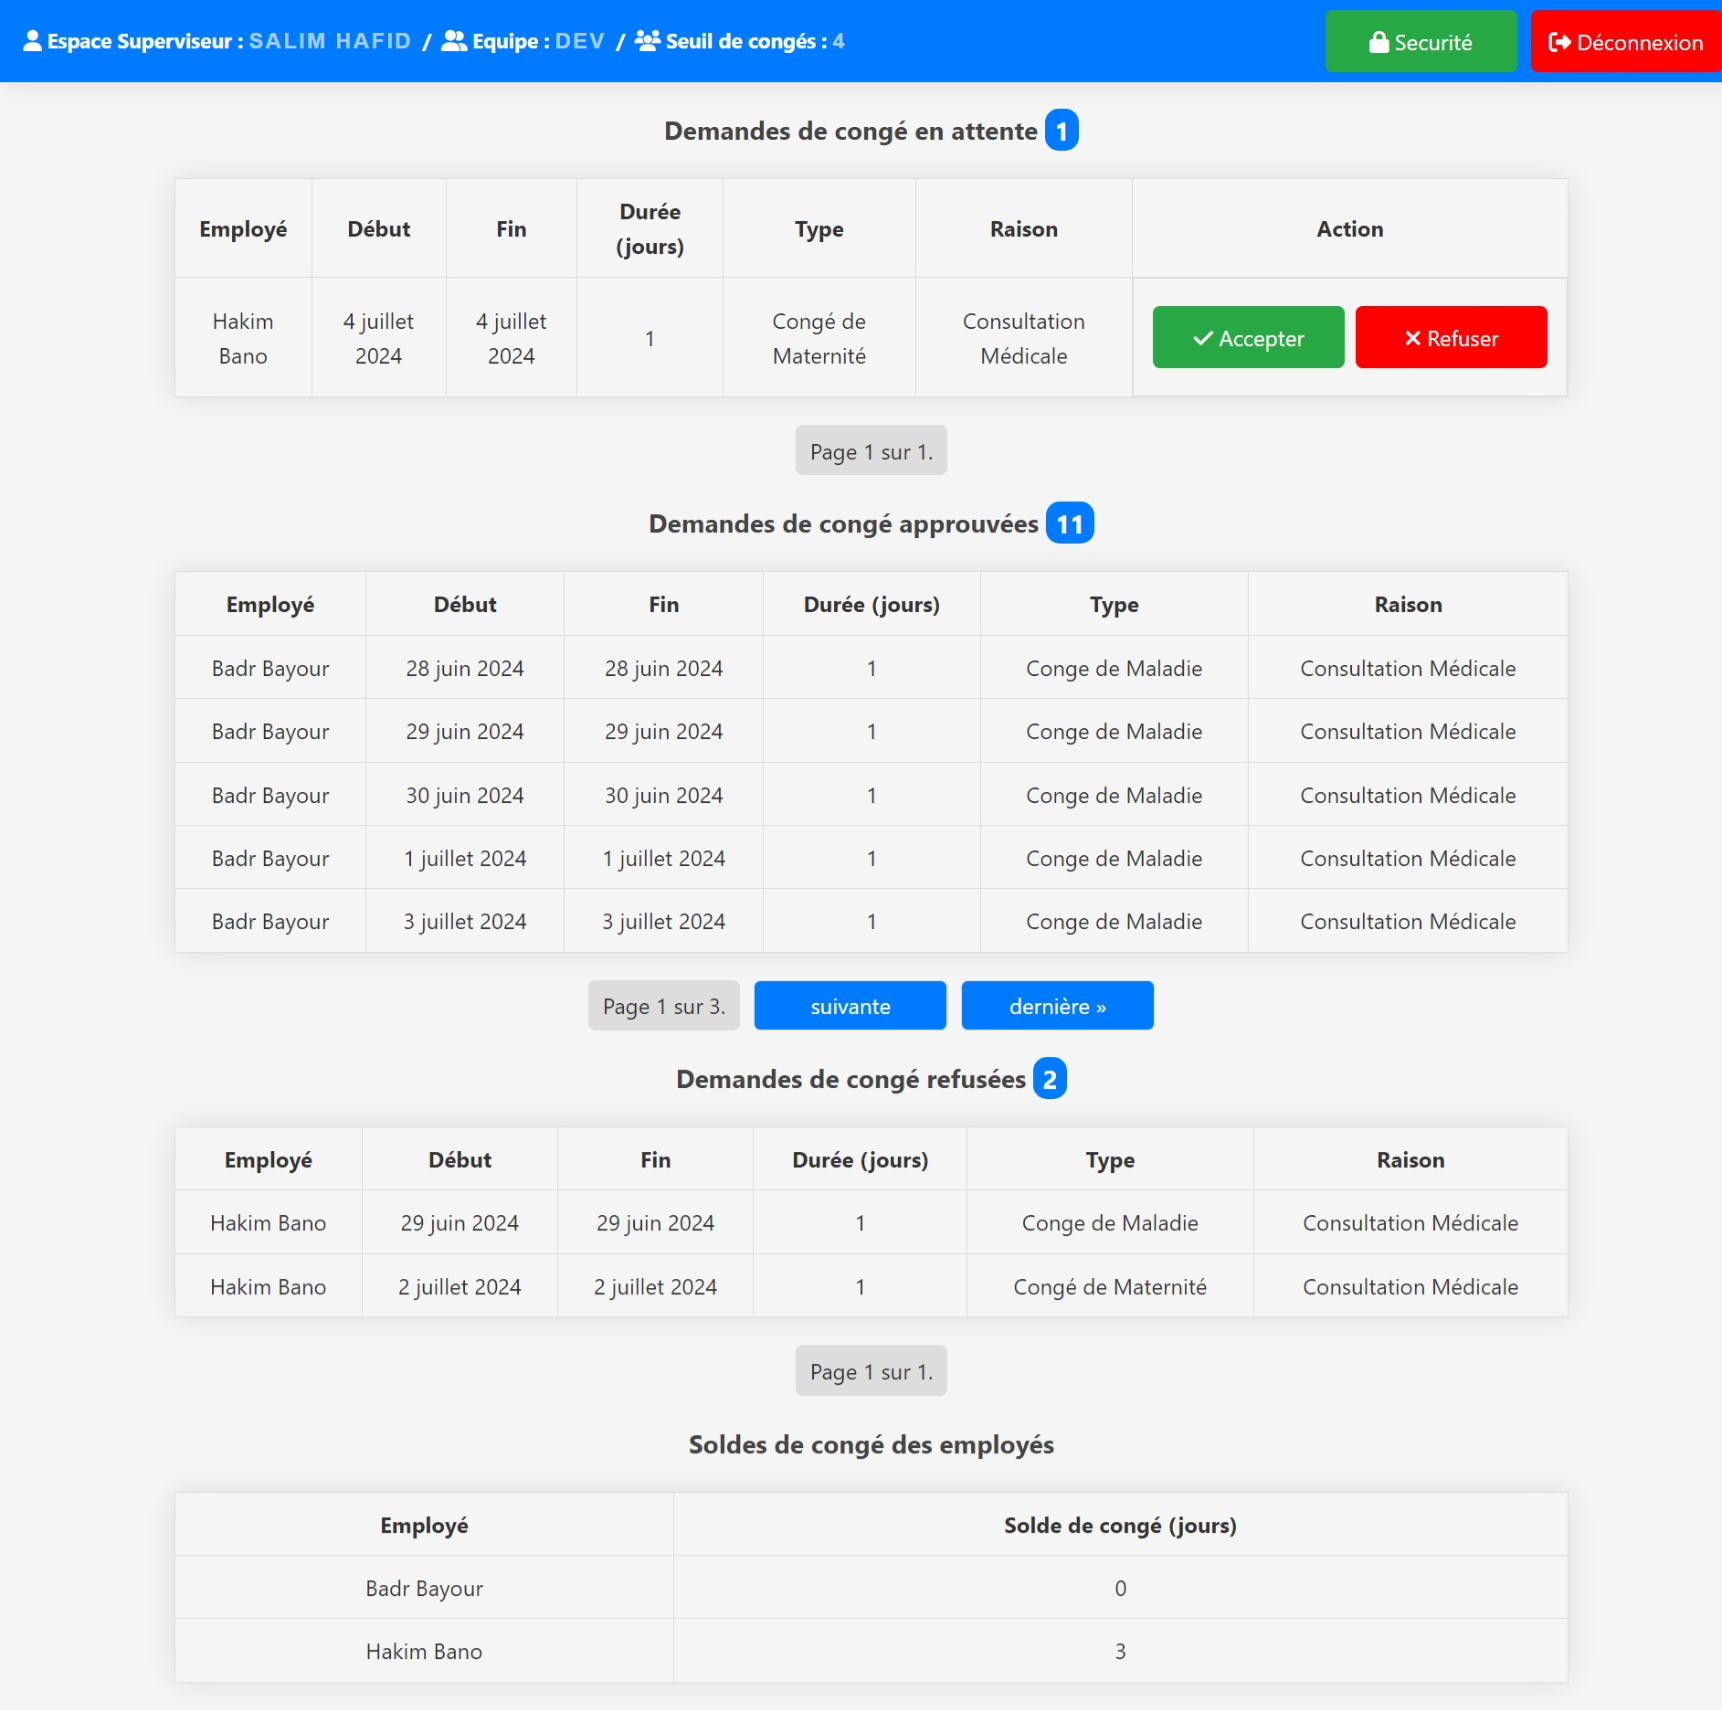 Espace Superviseur : SALIM HAFID / Equipe : DEV / Seuil de congés : 4
Securité
Déconnexion
Demandes de congé en attente 1
Employé Début Fin Durée (jours) Type Raison Action
Hakim Bano 4 juillet 2024 4 juillet 2024 1 Congé de Maternité Consultation Médicale Accepter Refuser
Page 1 sur 1.
Demandes de congé approuvées 11
Employé Début Fin Durée (jours) Type Raison
Badr Bayour 28 juin 2024 28 juin 2024 1 Conge de Maladie Consultation Médicale
Badr Bayour 29 juin 2024 29 juin 2024 1 Conge de Maladie Consultation Médicale
Badr Bayour 30 juin 2024 30 juin 2024 1 Conge de Maladie Consultation Médicale
Badr Bayour 1 juillet 2024 1 juillet 2024 1 Conge de Maladie Consultation Médicale
Badr Bayour 3 juillet 2024 3 juillet 2024 1 Conge de Maladie Consultation Médicale
Page 1 sur 3. suivante dernière »
Demandes de congé refusées 2
Employé Début Fin Durée (jours) Type Raison
Hakim Bano 29 juin 2024 29 juin 2024 1 Conge de Maladie Consultation Médicale
Hakim Bano 2 juillet 2024 2 juillet 2024 1 Congé de Maternité Consultation Médicale
Page 1 sur 1.
Soldes de congé des employés
Employé Solde de congé (jours)
Badr Bayour 0
Hakim Bano 3